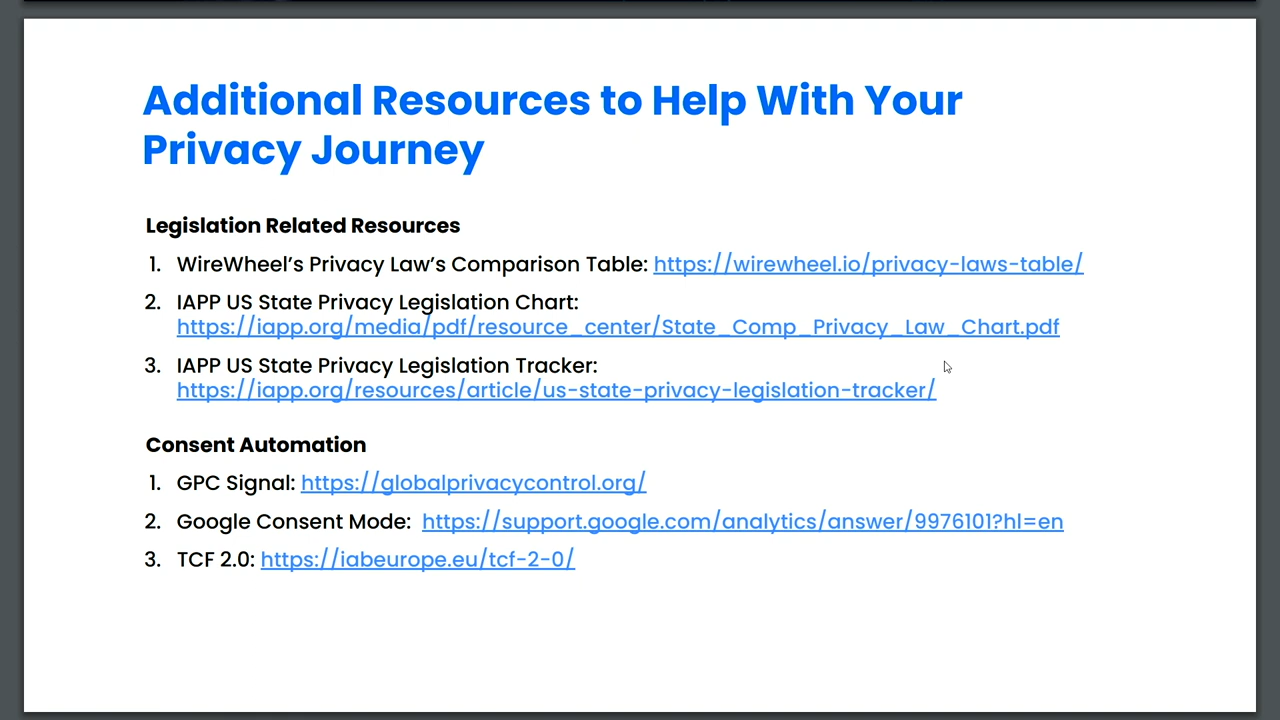 Additional Resources to Help With Your
Privacy Journey
Legislation Related Resources
1. WireWheel’s Privacy Law’s Comparison Table: https://wirewheel.io/privacy-laws-table/
2. IAPP US State Privacy Legislation Chart:
https://iapp.org/media/pdf/resource_center/State_Comp_Privacy_Law_Chart.pdf
3. IAPP US State Privacy Legislation Tracker:
https://iapp.org/resources/article/us-state-privacy-legislation-tracker/
Consent Automation
1. GPC Signal: https://globalprivacycontrol.org/
2. Google Consent Mode: https://support.google.com/analytics/answer/9976101?hl=en
3. TCF 2.0: https://iabeurope.eu/tcf-2-0/